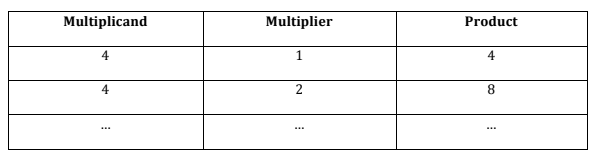 Multiplicand Multiplier Product
4 1 4
4 2 8
... ... ...